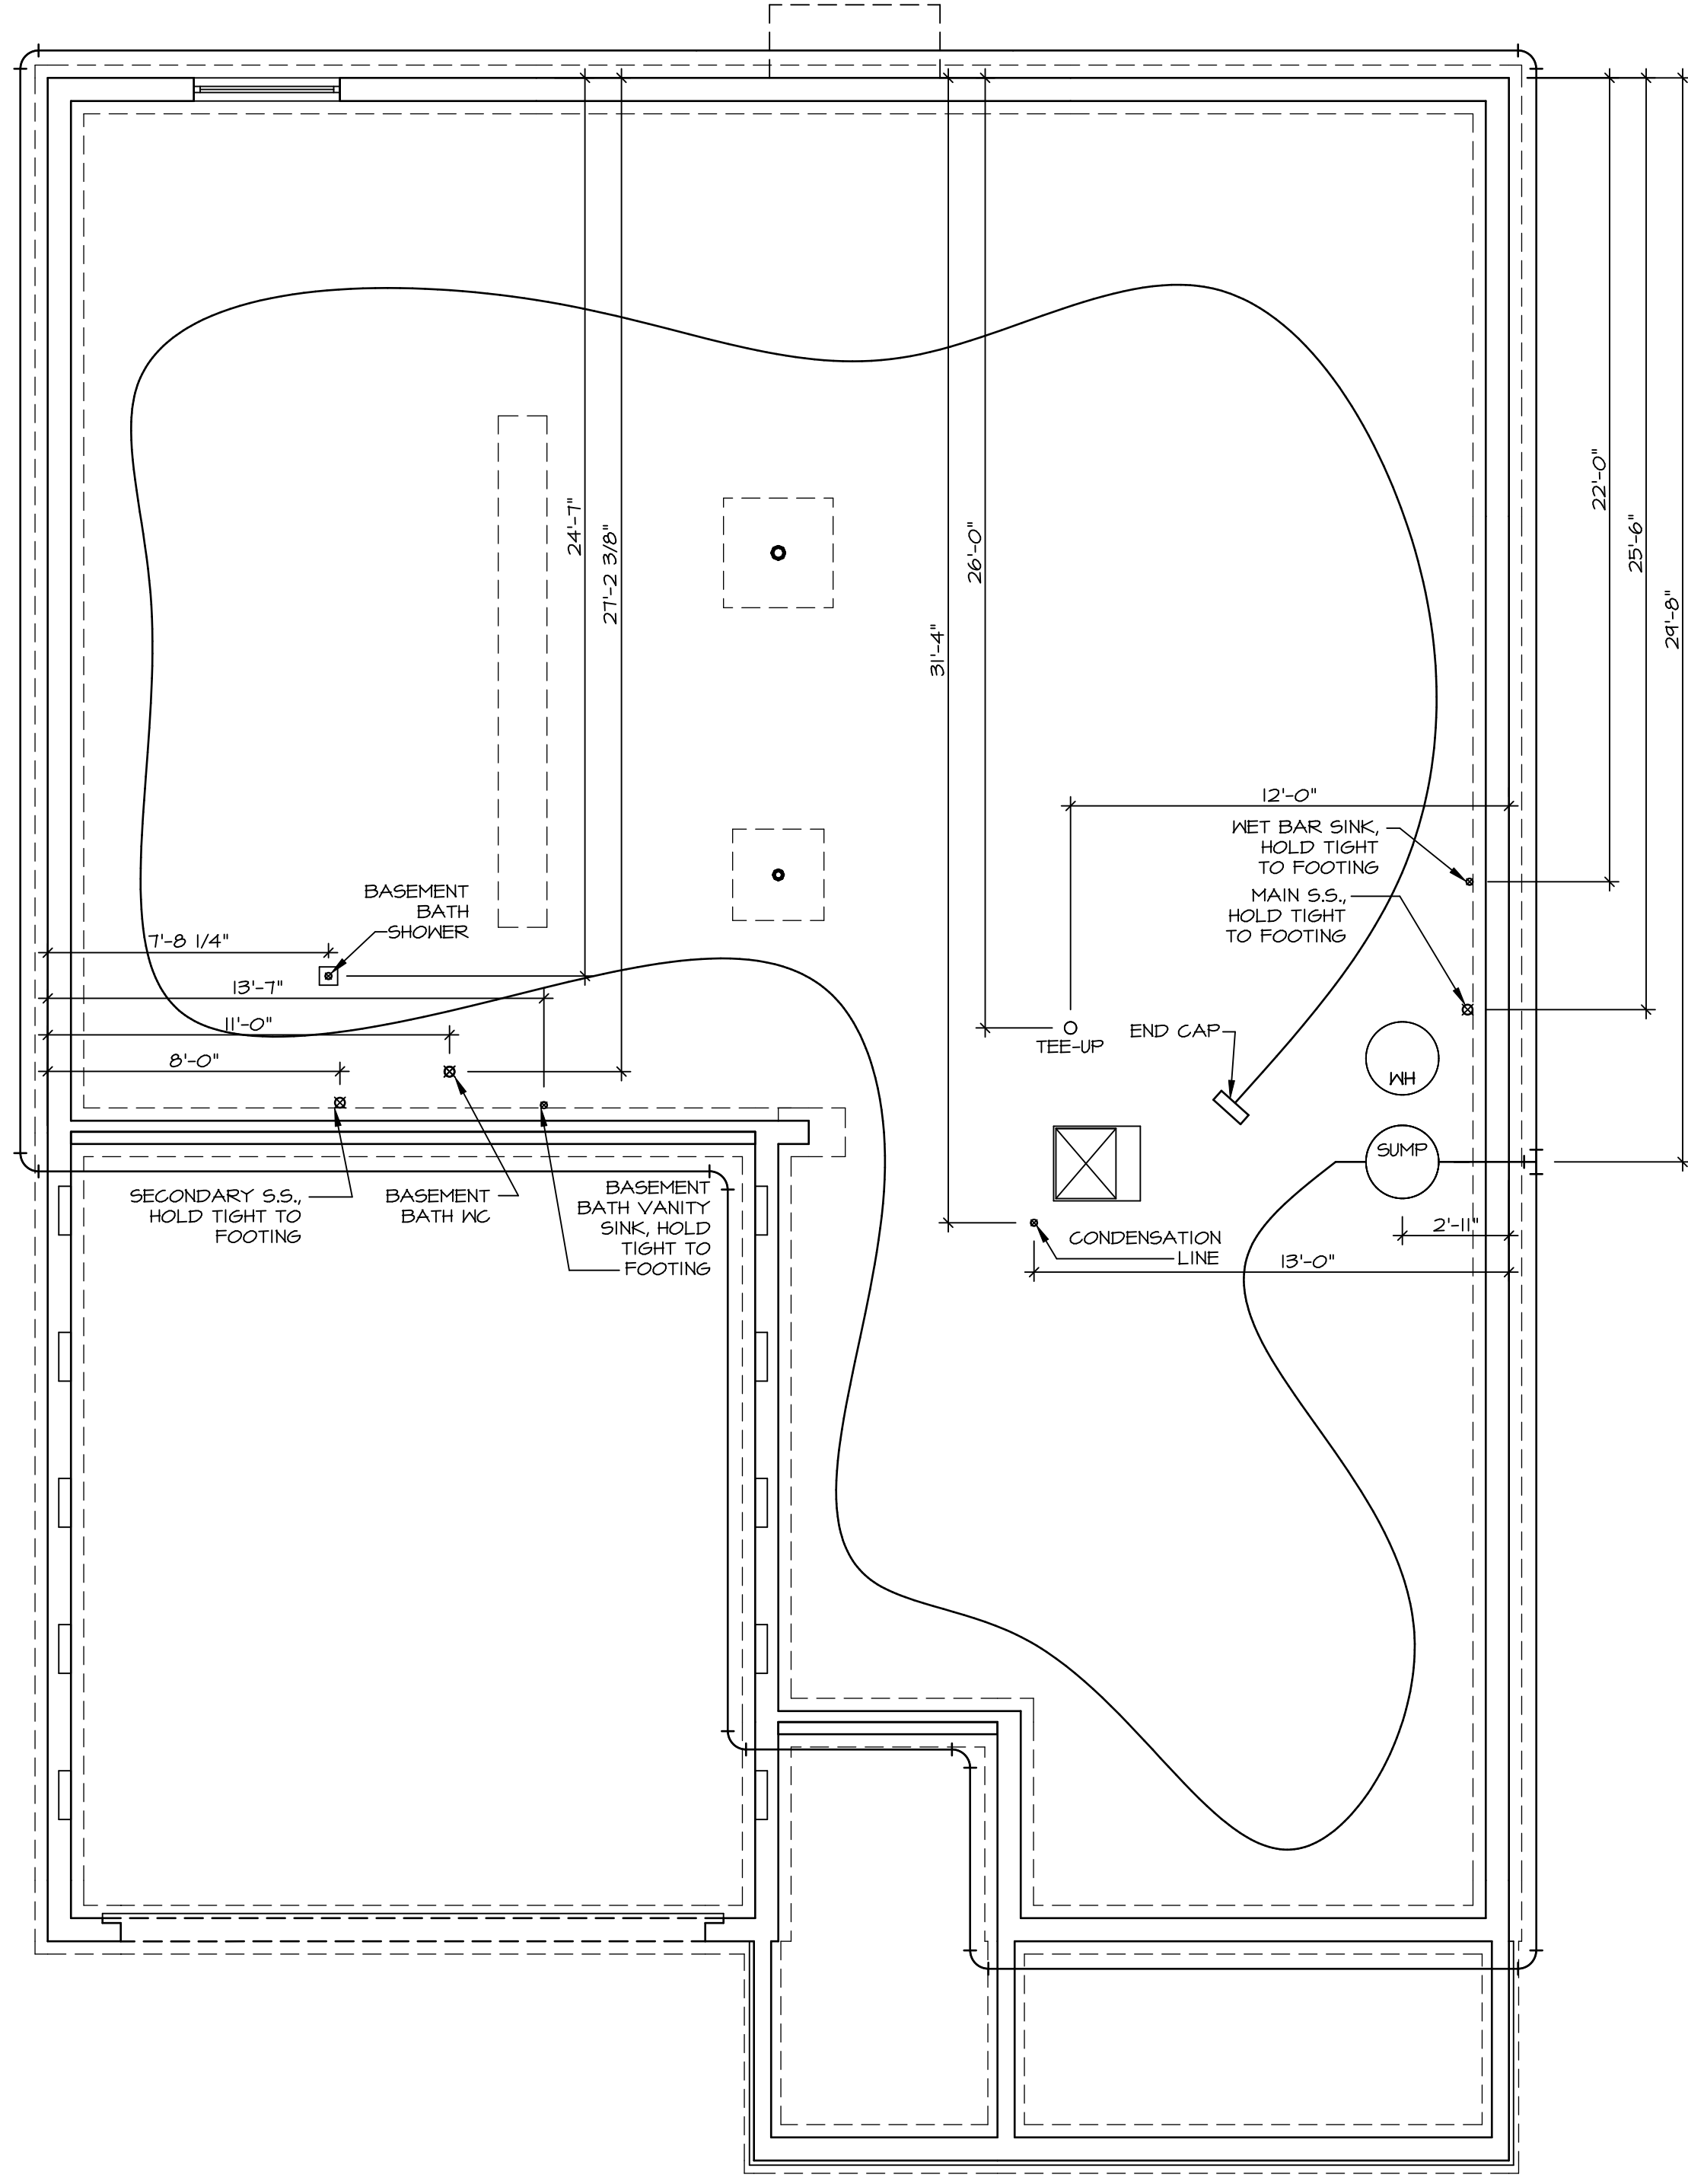 22'-0"
25'-6"
29'-8"
24'-7"
27'-2 3/8"
26'-0"
31'-4"
12'-0"
WET BAR SINK,
HOLD TIGHT
TO FOOTING
MAIN S.S.,
HOLD TIGHT
TO FOOTING
BASEMENT
BATH
SHOWER
7'-8 1/4"
13'-7"
11'-0"
8'-0"
TEE-UP
END CAP
WH
SUMP
SECONDARY S.S.,
HOLD TIGHT TO
FOOTING
BASEMENT
BATH WC
BASEMENT
BATH VANITY
SINK, HOLD
TIGHT TO
FOOTING
CONDENSATION
LINE
2'-11"
13'-0"